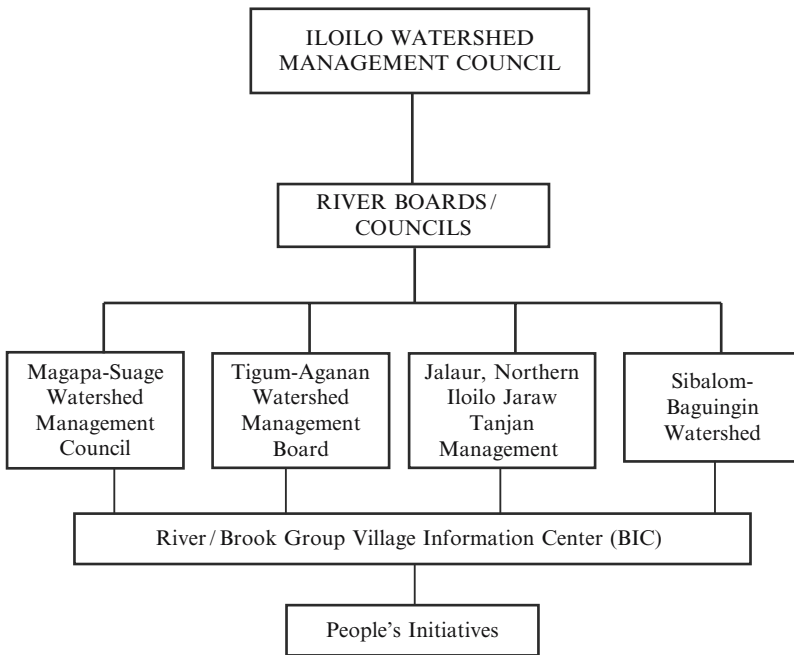 ILOILO WATERSHED
MANAGEMENT COUNCIL
RIVER BOARDS/
COUNCILS
Magapa-Suage
Watershed
Management
Council
Tigum-Aganan
Watershed
Management
Board
Jalaur, Northern
Iloilo Jaraw
Tanjan
Management
Sibalom-
Baguingin
Watershed
River/Brook Group Village Information Center (BIC)
People's Initiatives